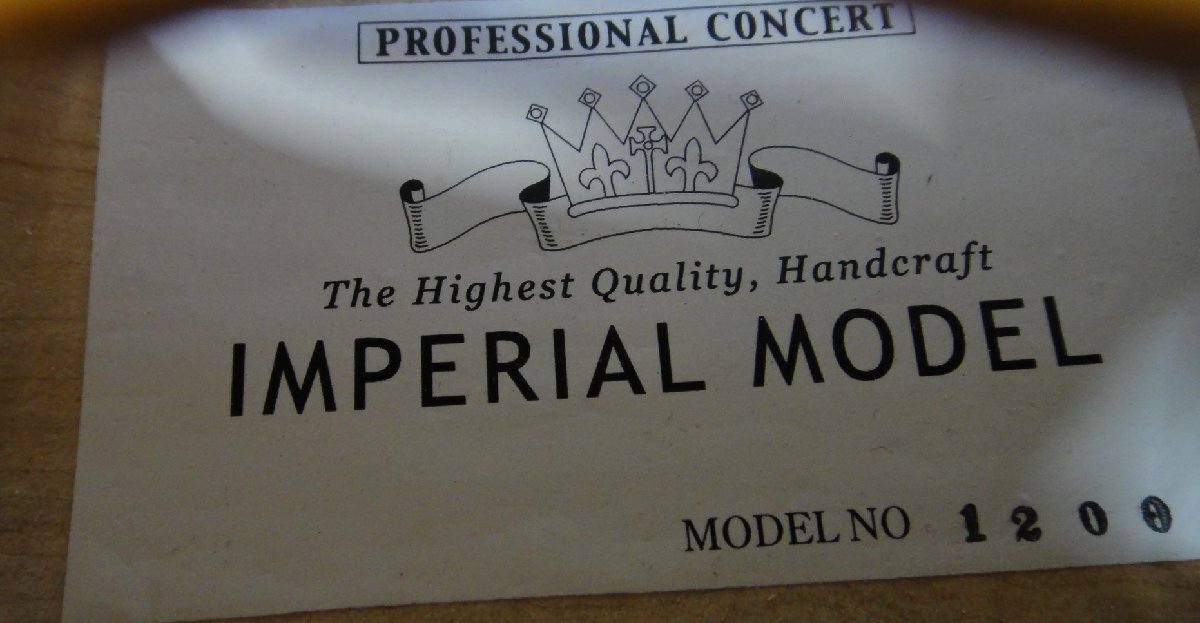 PROFESSIONAL CONCERT
The Highest Quality, Handcraft
IMPERIAL MODEL
MODEL NO 1200